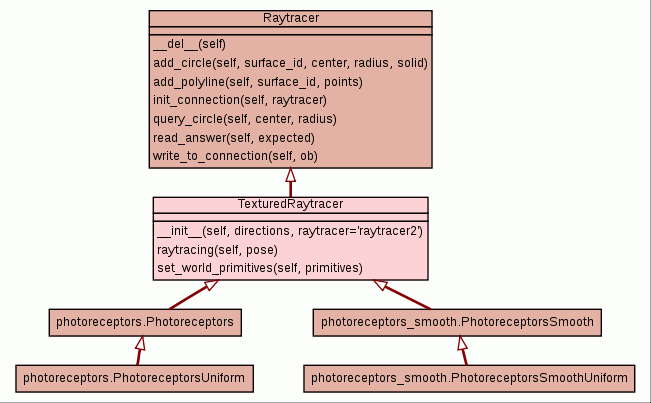 Raytracer
__del__(self)
add_circle(self, surface_id, center, radius, solid)
add_polyline(self, surface_id, points)
init_connection(self, raytracer)
query_circle(self, center, radius)
read_answer(self, expected)
write_to_connection(self, ob)
TexturedRaytracer
__init__(self, directions, raytracer='raytracer2')
raytracing(self, pose)
set_world_primitives(self, primitives)
photoreceptors.Photoreceptors
photoreceptors_smooth.PhotoreceptorsSmooth
photoreceptors.PhotoreceptorsUniform
photoreceptors_smooth.PhotoreceptorsSmoothUniform